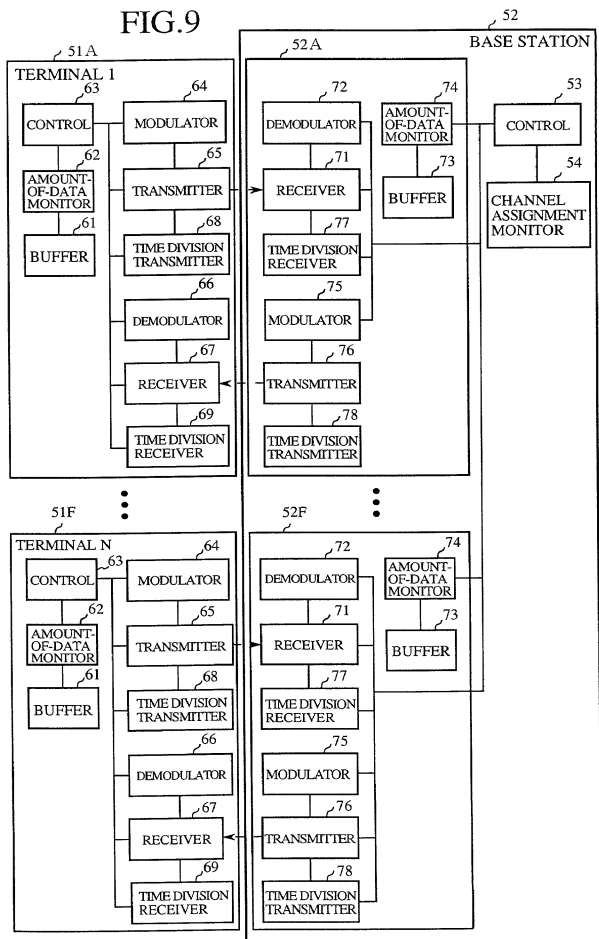 FIG.9
52
BASE STATION
51A
TERMINAL 1
63
CONTROL
62
AMOUNT-
OF-DATA
MONITOR
61
BUFFER
64
MODULATOR
65
TRANSMITTER
68
TIME DIVISION
TRANSMITTER
66
DEMODULATOR
67
RECEIVER
69
TIME DIVISION
RECEIVER
52A
72
DEMODULATOR
71
RECEIVER
77
TIME DIVISION
RECEIVER
75
MODULATOR
76
TRANSMITTER
78
TIME DIVISION
TRANSMITTER
74
AMOUNT-
OF-DATA
MONITOR
73
BUFFER
53
CONTROL
54
CHANNEL
ASSIGNMENT
MONITOR
51F
TERMINAL N
63
CONTROL
62
AMOUNT-
OF-DATA
MONITOR
61
BUFFER
64
MODULATOR
65
TRANSMITTER
68
TIME DIVISION
TRANSMITTER
66
DEMODULATOR
67
RECEIVER
69
TIME DIVISION
RECEIVER
52F
72
DEMODULATOR
71
RECEIVER
77
TIME DIVISION
RECEIVER
75
MODULATOR
76
TRANSMITTER
78
TIME DIVISION
TRANSMITTER
74
AMOUNT-
OF-DATA
MONITOR
73
BUFFER